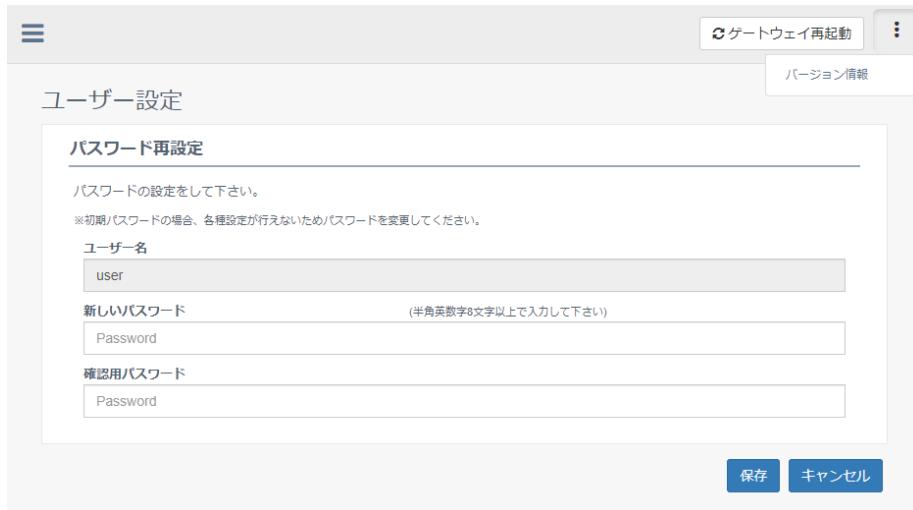 ゲートウェイ再起動
バージョン情報
ユーザー設定
パスワード再設定
パスワードの設定をして下さい。
※初期パスワードの場合、各種設定が行えないためパスワードを変更してください。
ユーザー名
user
新しいパスワード (半角英数字8文字以上で入力して下さい)
Password
確認用パスワード
Password
保存 キャンセル